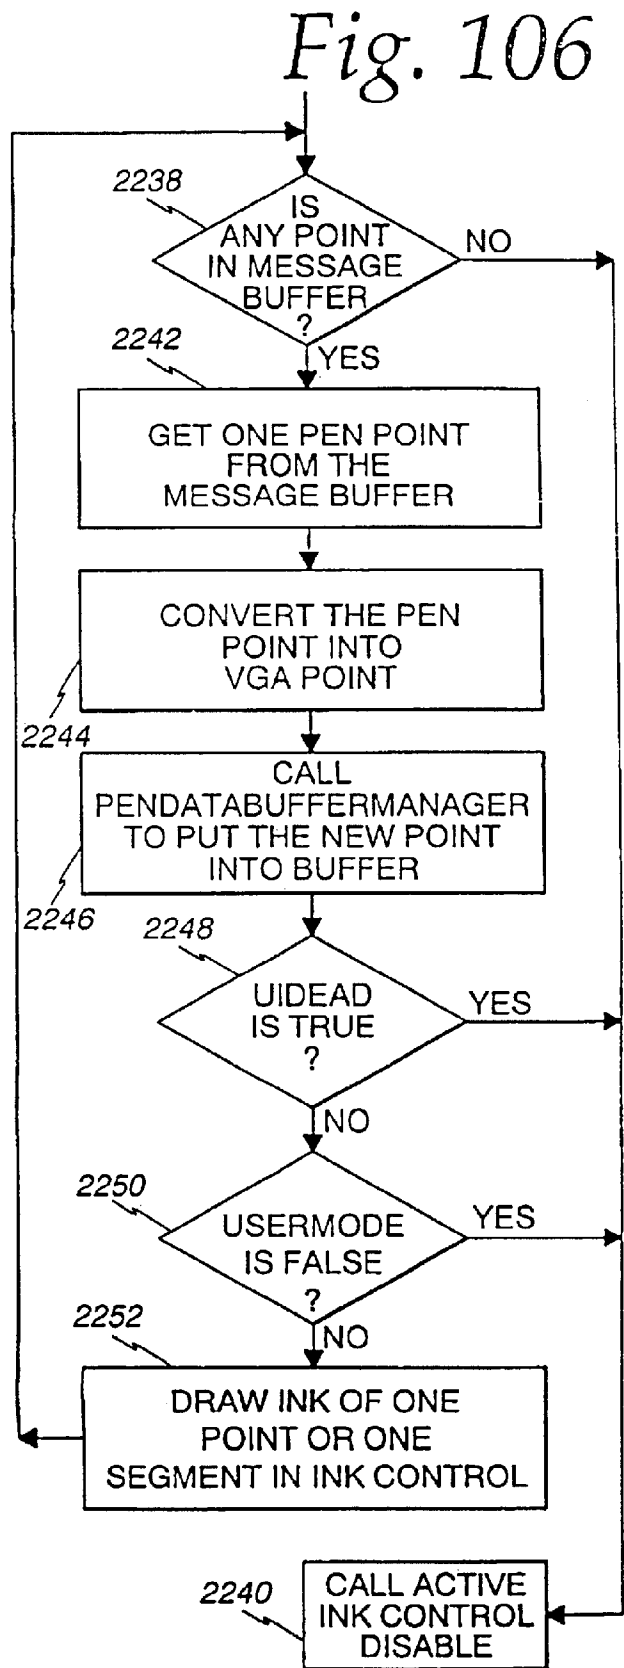 Fig. 106
2238
IS
ANY POINT
IN MESSAGE
BUFFER
?
NO
YES
2242
GET ONE PEN POINT
FROM THE
MESSAGE BUFFER
CONVERT THE PEN
POINT INTO
VGA POINT
2244
CALL
PENDATABUFFERMANAGER
TO PUT THE NEW POINT
INTO BUFFER
2246
2248
UIDEAD
IS TRUE
?
YES
NO
2250
USERMODE
IS FALSE
?
YES
NO
2252
DRAW INK OF ONE
POINT OR ONE
SEGMENT IN INK CONTROL
2240
CALL ACTIVE
INK CONTROL
DISABLE